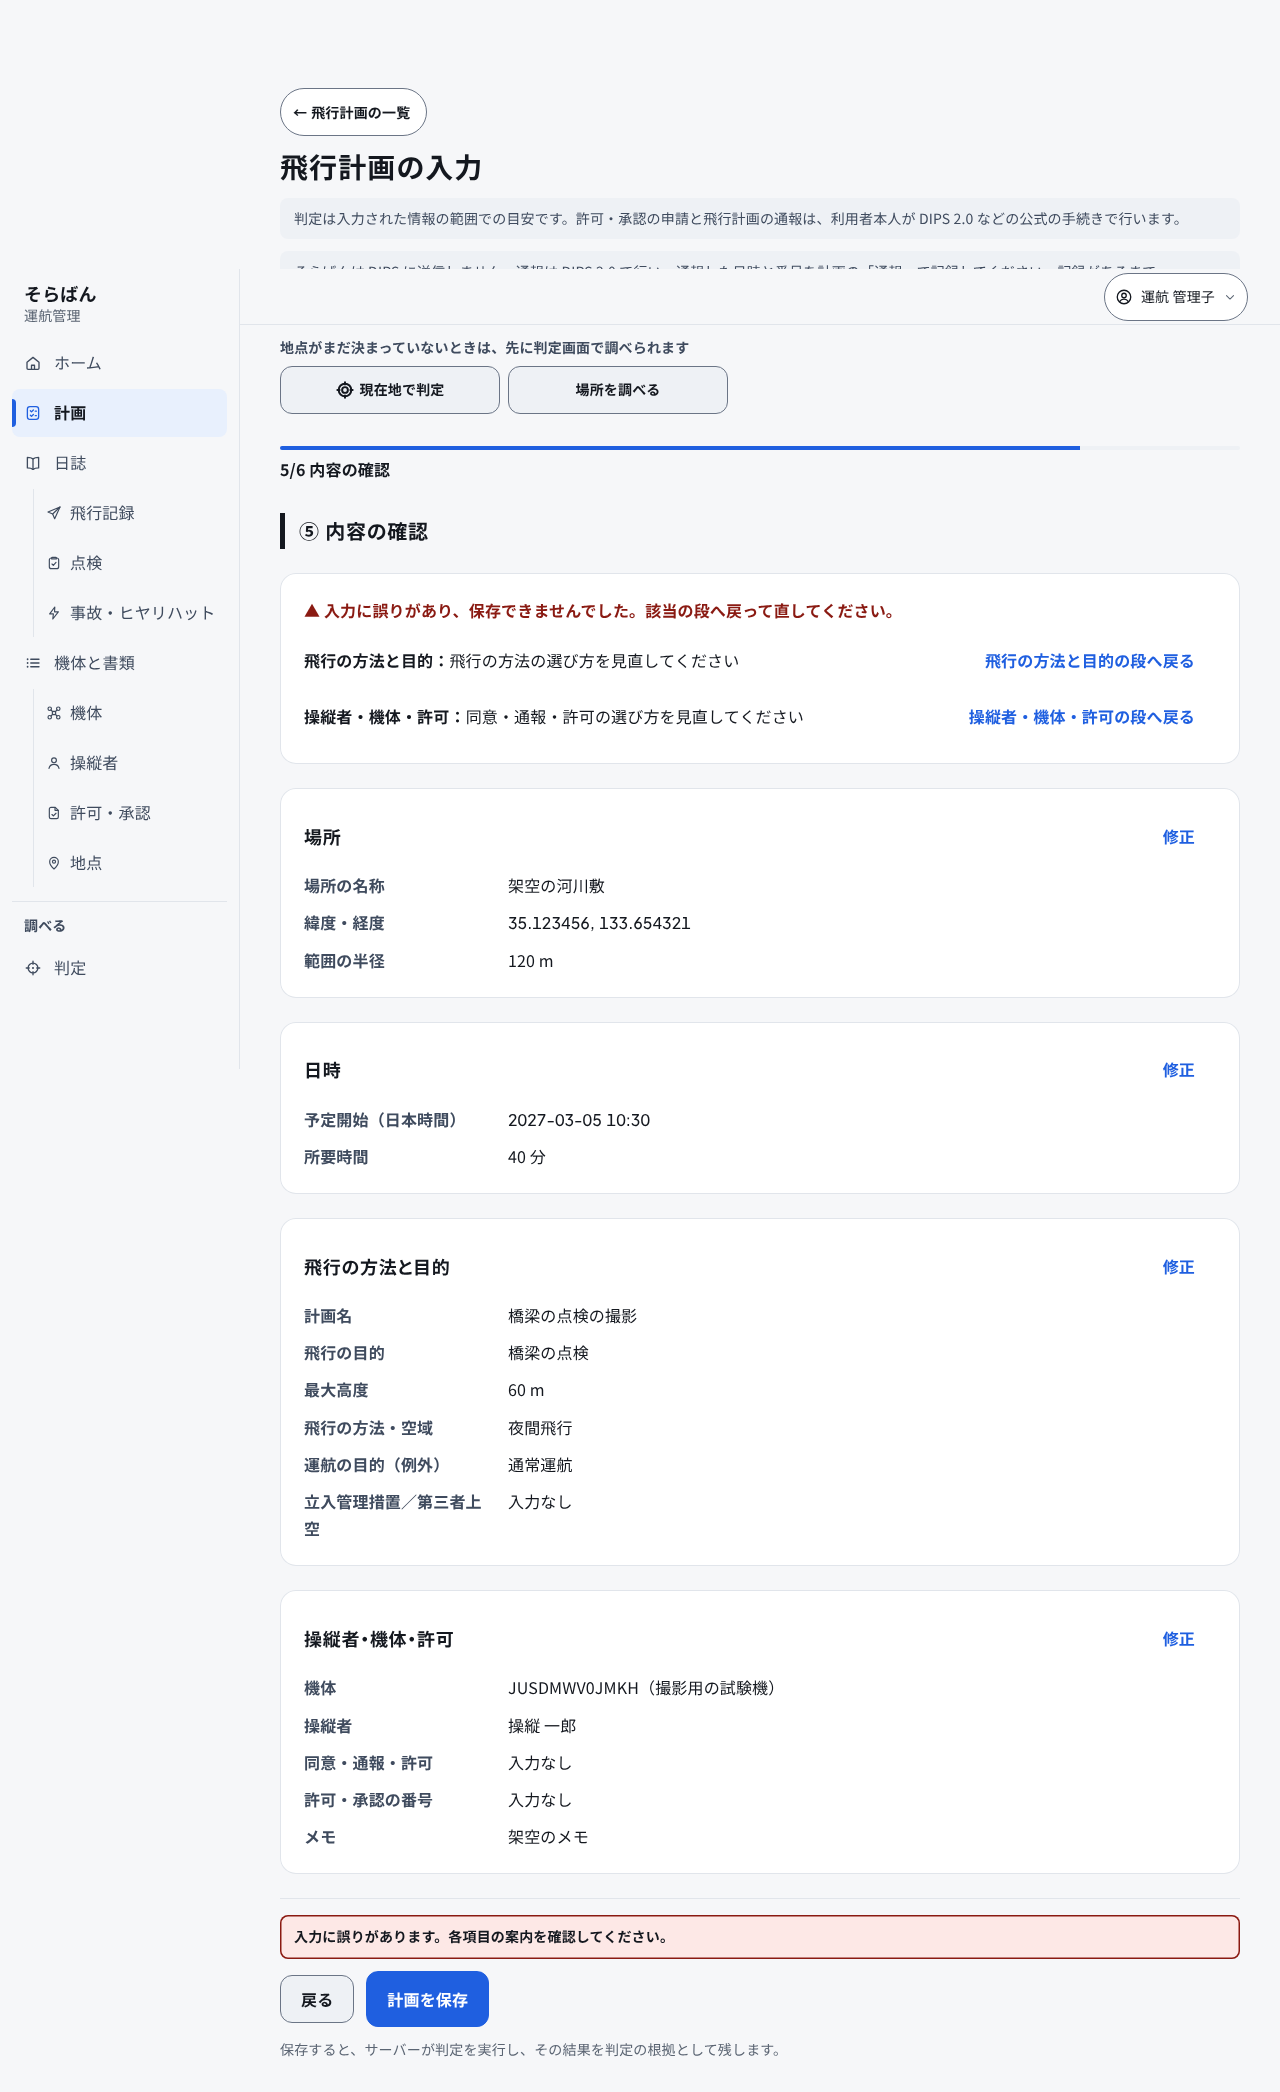 ← 飛行計画の一覧
飛行計画の入力
判定は入力された情報の範囲での目安です。許可・承認の申請と飛行計画の通報は、利用者本人が DIPS 2.0 などの公式の手続きで行います。
そらばん
運航管理
運航 管理子
ホーム
計画
日誌
飛行記録
点検
事故・ヒヤリハット
機体と書類
機体
操縦者
許可・承認
地点
調べる
判定
地点がまだ決まっていないときは、先に判定画面で調べられます
現在地で判定
場所を調べる
5/6 内容の確認
⑤ 内容の確認
▲ 入力に誤りがあり、保存できませんでした。該当の段へ戻って直してください。
飛行の方法と目的：飛行の方法の選び方を見直してください
飛行の方法と目的の段へ戻る
操縦者・機体・許可：同意・通報・許可の選び方を見直してください
操縦者・機体・許可の段へ戻る
場所
修正
場所の名称 架空の河川敷
緯度・経度 35.123456, 133.654321
範囲の半径 120 m
日時
修正
予定開始（日本時間） 2027-03-05 10:30
所要時間 40 分
飛行の方法と目的
修正
計画名 橋梁の点検の撮影
飛行の目的 橋梁の点検
最大高度 60 m
飛行の方法・空域 夜間飛行
運航の目的（例外） 通常運航
立入管理措置／第三者上 入力なし
空
操縦者・機体・許可
修正
機体 JUSDMWV0JMKH（撮影用の試験機）
操縦者 操縦 一郎
同意・通報・許可 入力なし
許可・承認の番号 入力なし
メモ 架空のメモ
入力に誤りがあります。各項目の案内を確認してください。
戻る
計画を保存
保存すると、サーバーが判定を実行し、その結果を判定の根拠として残します。